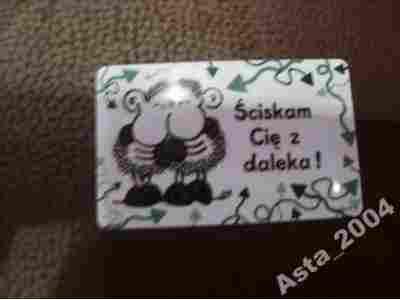 Ściskam
Cię z
daleka!
Asta_2004